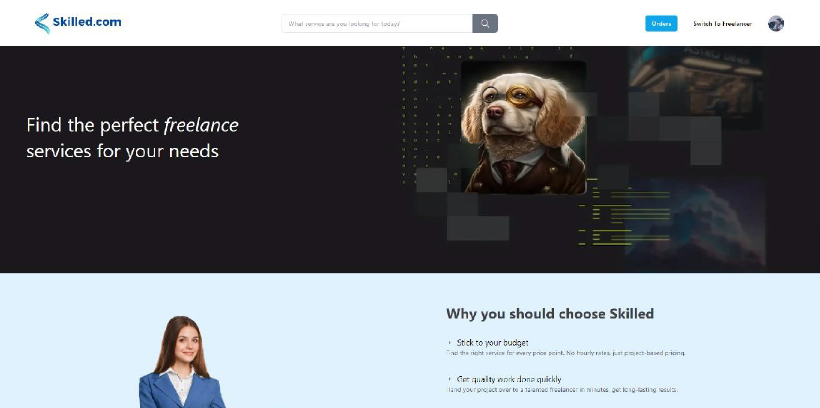 Skilled.com
What service are you looking for today?
Orders
Switch To Freelancer
Find the perfect freelance
services for your needs
Why you should choose Skilled
Stick to your budget
Find the right service for every price point. No hourly rates, just project-based pricing.
Get quality work done quickly
Hand your project over to a talented freelancer in minutes, get long-lasting results.